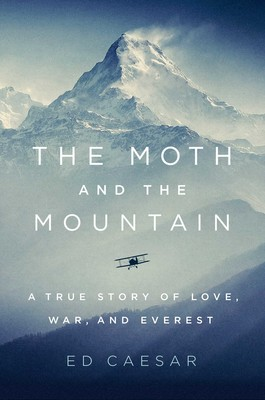 THE MOTH
AND THE
MOUNTAIN
A TRUE STORY OF LOVE,
WAR, AND EVEREST
ED CAESAR